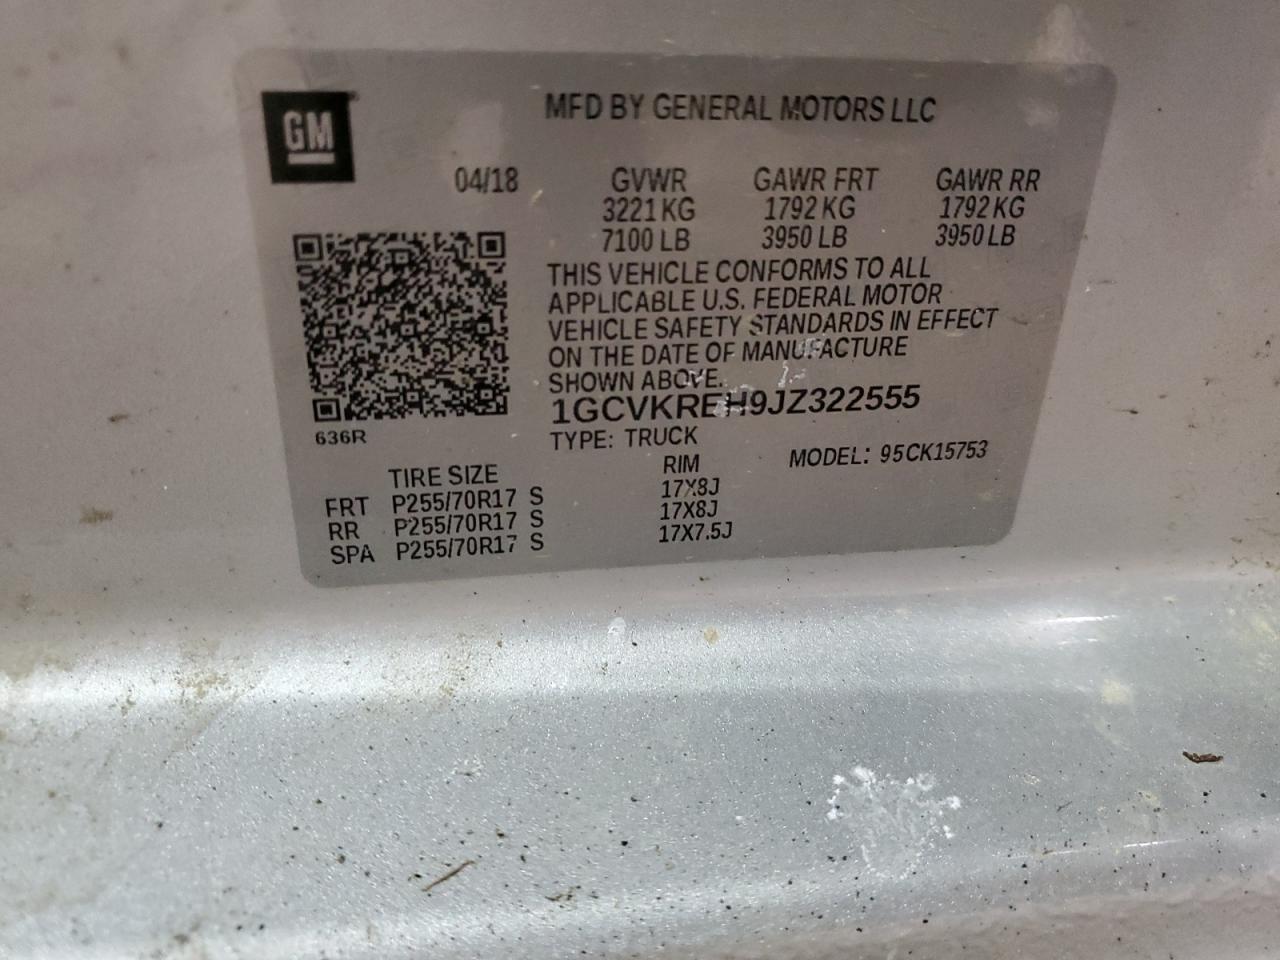 GM
MFD BY GENERAL MOTORS LLC
04/18 GVWR GAWR FRT GAWR RR
3221 KG 1792 KG 1792 KG
7100 LB 3950 LB 3950 LB
THIS VEHICLE CONFORMS TO ALL
APPLICABLE U.S. FEDERAL MOTOR
VEHICLE SAFETY STANDARDS IN EFFECT
ON THE DATE OF MANUFACTURE
SHOWN ABOVE.
1GCVKREH9JZ322555
636R
TYPE: TRUCK
MODEL: 95CK15753
TIRE SIZE RIM
FRT P255/70R17 S 17X8J
RR P255/70R17 S 17X8J
SPA P255/70R17 S 17X7.5J